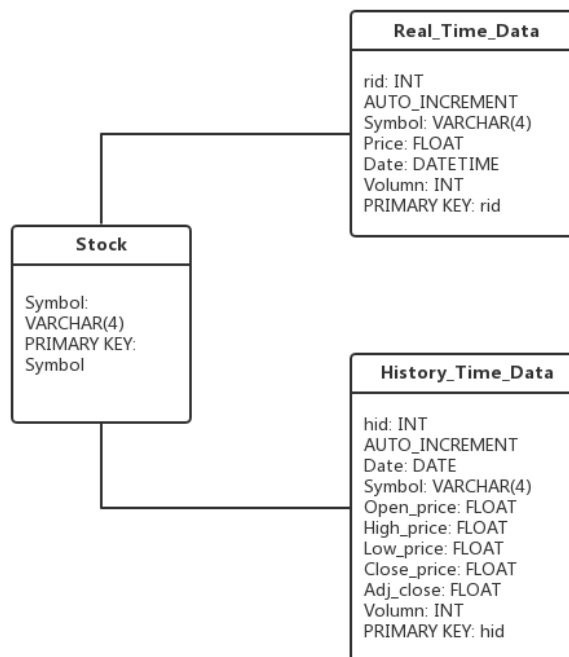 Real_Time_Data
rid: INT
AUTO_INCREMENT
Symbol: VARCHAR(4)
Price: FLOAT
Date: DATETIME
Volumn: INT
PRIMARY KEY: rid
Stock
Symbol:
VARCHAR(4)
PRIMARY KEY:
Symbol
History_Time_Data
hid: INT
AUTO_INCREMENT
Date: DATE
Symbol: VARCHAR(4)
Open_price: FLOAT
High_price: FLOAT
Low_price: FLOAT
Close_price: FLOAT
Adj_close: FLOAT
Volumn: INT
PRIMARY KEY: hid